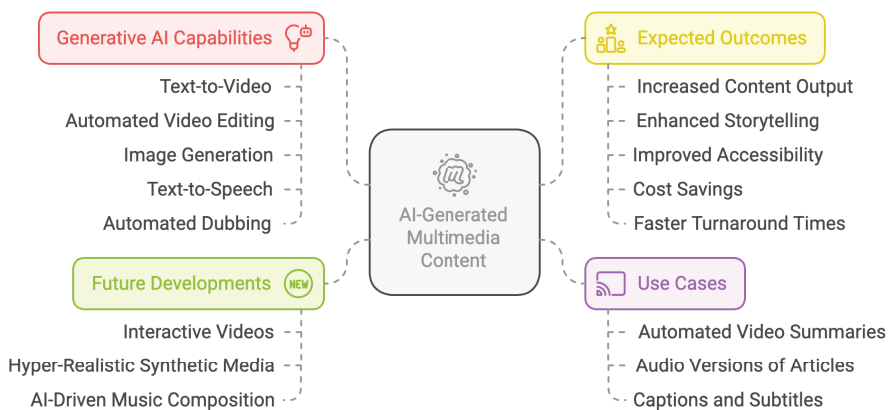 Generative AI Capabilities
Text-to-Video
Automated Video Editing
Image Generation
Text-to-Speech
Automated Dubbing
Future Developments
NEW
Interactive Videos
Hyper-Realistic Synthetic Media
AI-Driven Music Composition
AI-Generated
Multimedia
Content
Expected Outcomes
Increased Content Output
Enhanced Storytelling
Improved Accessibility
Cost Savings
Faster Turnaround Times
Use Cases
Automated Video Summaries
Audio Versions of Articles
Captions and Subtitles